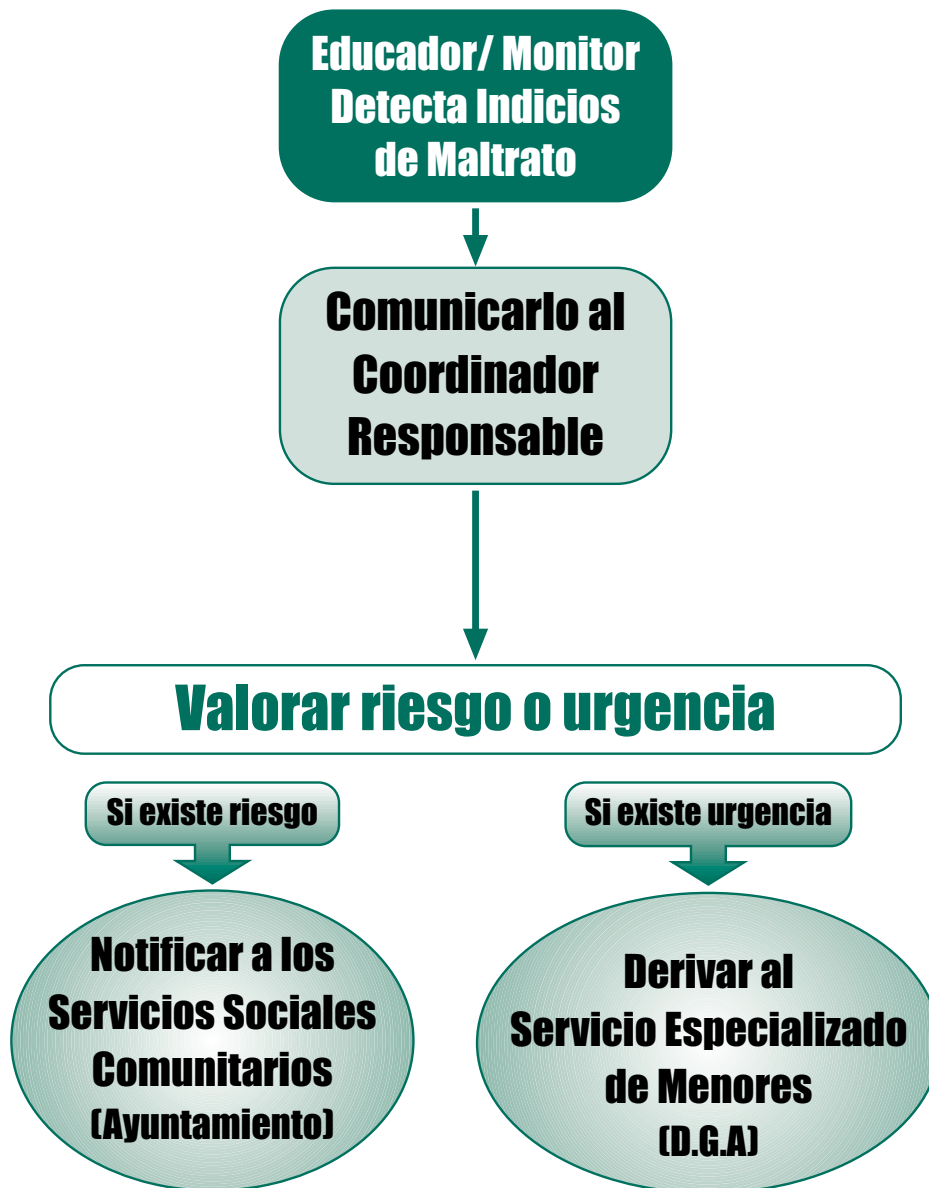 Educador/ Monitor
Detecta Indicios
de Maltrato
Comunicarlo al
Coordinador
Responsable
Valorar riesgo o urgencia
Si existe riesgo
Notificar a los
Servicios Sociales
Comunitarios
(Ayuntamiento)
Si existe urgencia
Derivar al
Servicio Especializado
de Menores
(D.G.A)